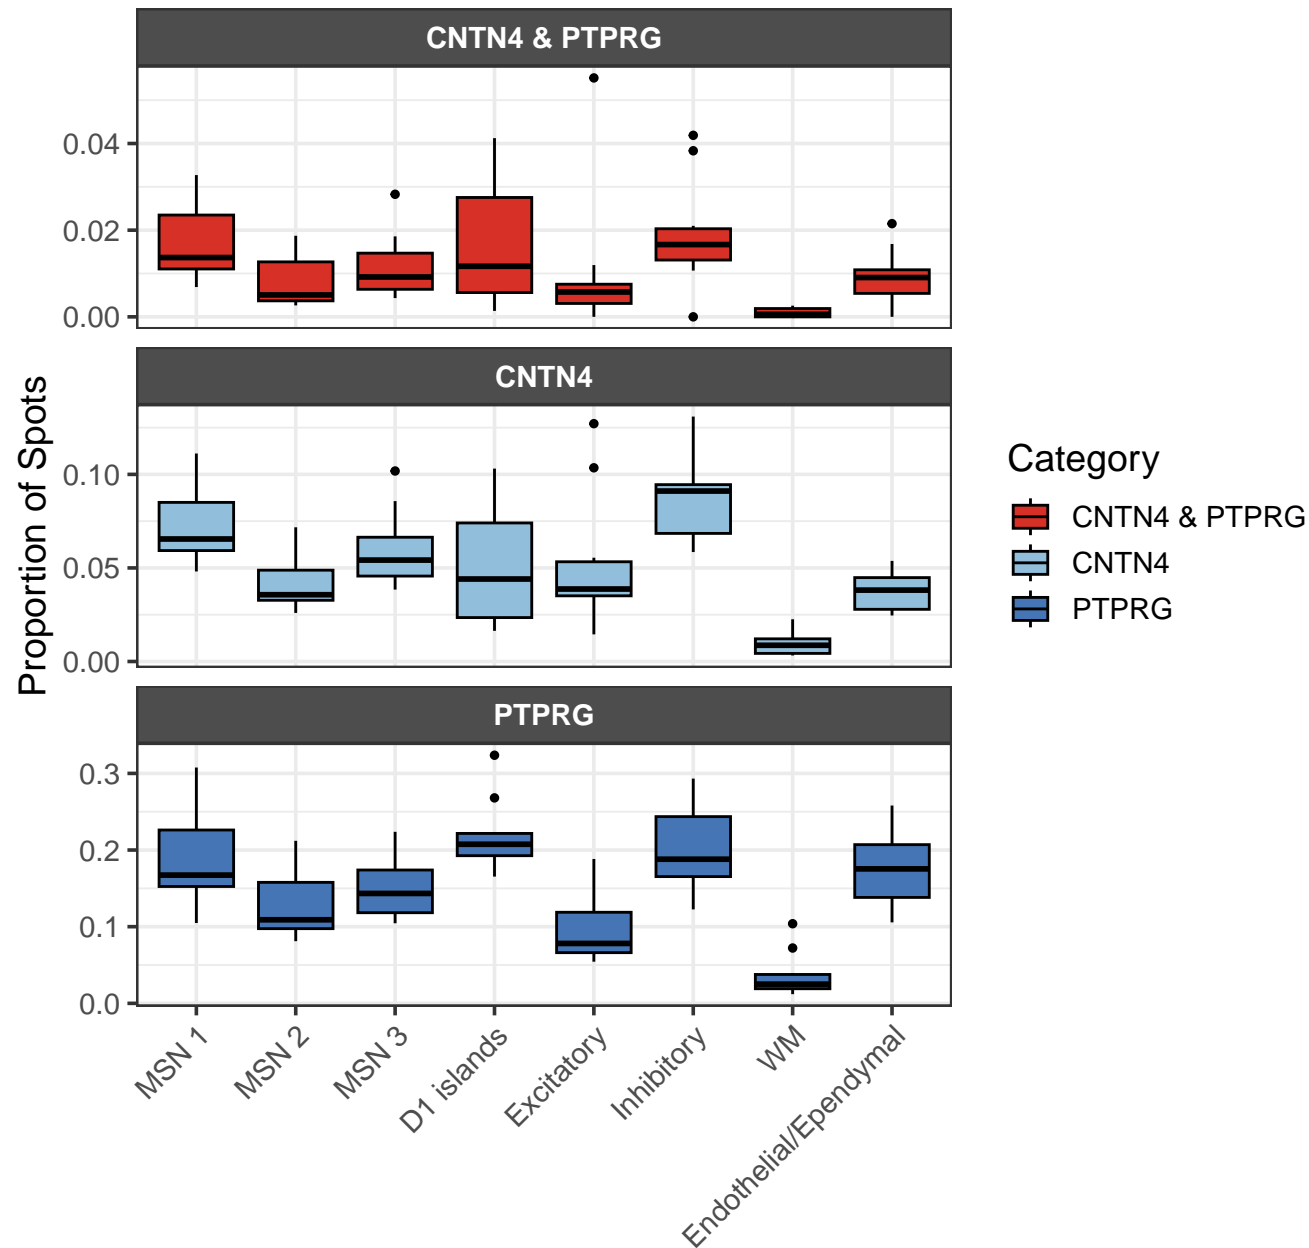 CNTN4 & PTPRG
0.04
0.02
0.00
CNTN4
0.10
0.05
0.00
PTPRG
0.3
0.2
0.1
0.0
Proportion of Spots
MSN 1
MSN 2
MSN 3
D1 islands
Excitatory
Inhibitory
WM
Endothelial/Ependymal
Category
CNTN4 & PTPRG
CNTN4
PTPRG